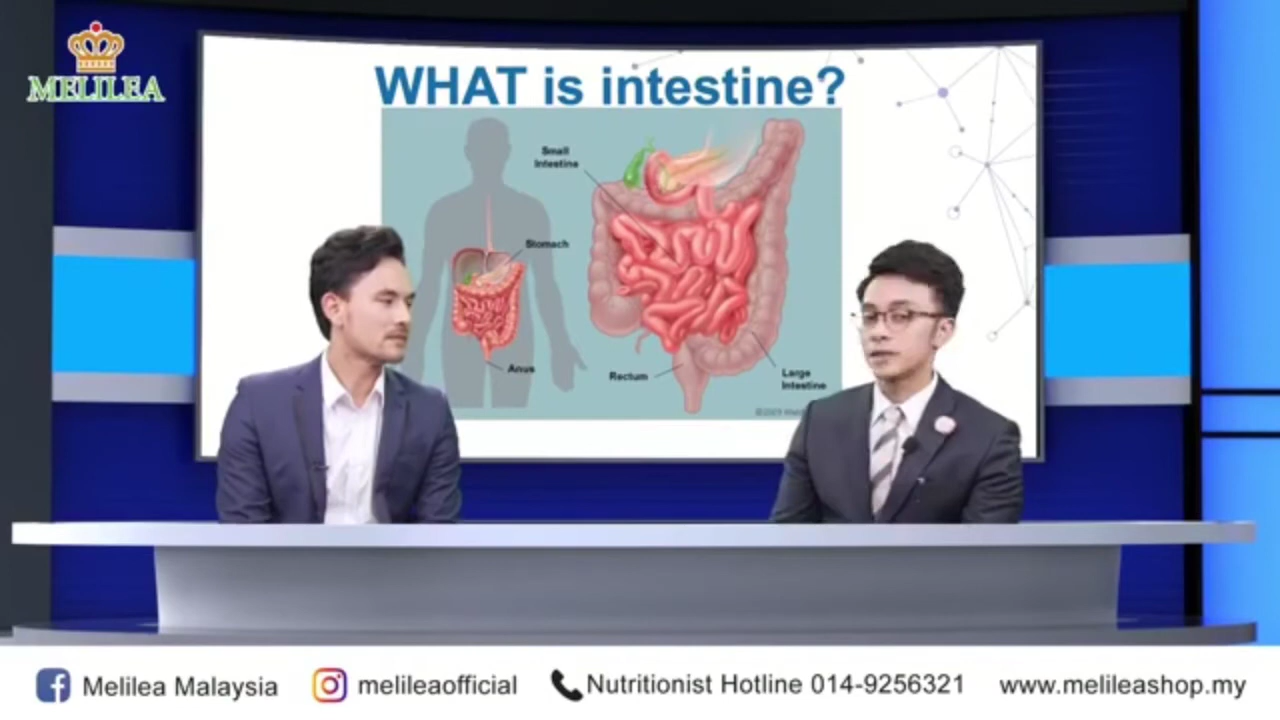 MELILEA
WHAT is intestine?
Small
Intestine
Stomach
Anus
Rectum
Large
Intestine
Melilea Malaysia
melileaofficial
Nutritionist Hotline 014-9256321
www.melileashop.my